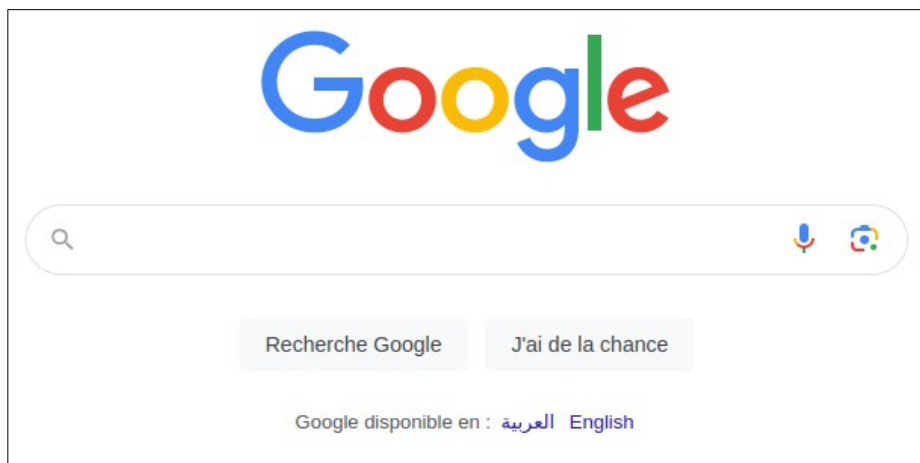 Google
Recherche Google
J'ai de la chance
Google disponible en : العربية English